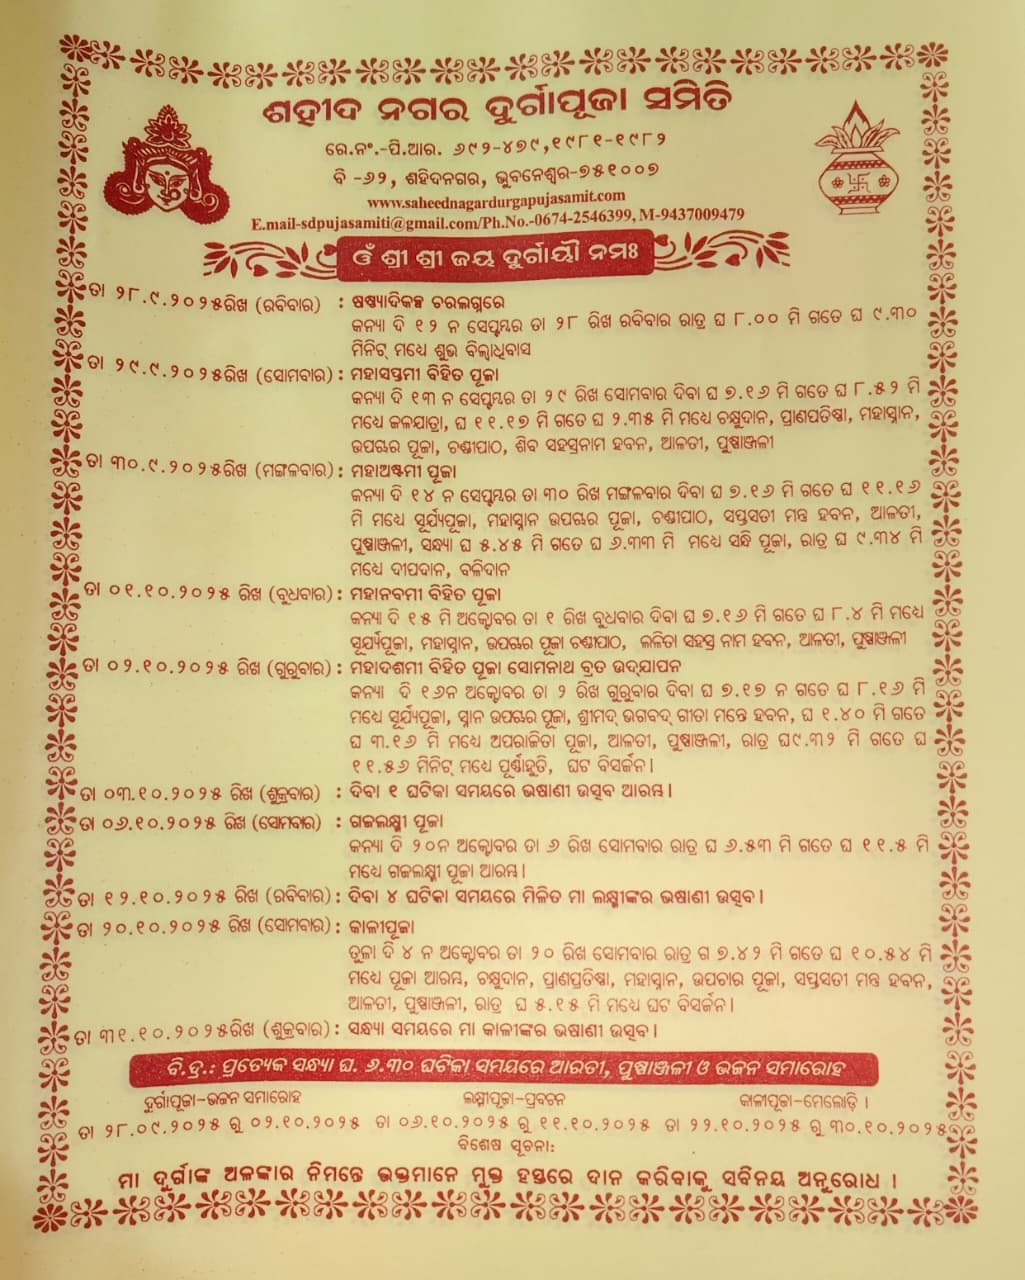 ଶହୀଦ ନଗର ଦୁର୍ଗାପୂଜା ସମିତି
ରେ.ନଂ.-ପି.ଆର. ୬୯୨-୪୭୯,୧୯୮୧-୧୯୮୨
ବି -୬୨, ଶହିଦନଗର, ଭୁବନେଶ୍ୱର-୭୫୧୦୦୭
www.saheednagardurgapujasamit.com
E.mail-sdpujasamiti@gmail.com/Ph.No.-0674-2546399, M-9437009479
ଓଁ ଶ୍ରୀ ଶ୍ରୀ ଜୟ ଦୁର୍ଗାୟୌ ନମଃ
ତା ୨୮.୯.୨୦୨୫ରିଖ (ରବିବାର) : ଷଷ୍ଠ୍ୟାଦିକଳ୍ପ ଚରଲଗ୍ନରେ
କନ୍ୟା ଦି ୧୨ ନ ସେପ୍ଟେମ୍ବର ତା ୨୮ ରିଖ ରବିବାର ରାତ୍ର ଘ ୮.୦୦ ମି ଗତେ ଘ ୯.୩୦
ମିନିଟ୍ ମଧ୍ୟେ ଶୁଭ ବିଲ୍ୱାଧିବାସ
ତା ୨୯.୯.୨୦୨୫ରିଖ (ସୋମବାର) : ମହାସପ୍ତମୀ ବିହିତ ପୂଜା
କନ୍ୟା ଦି ୧୩ ନ ସେପ୍ଟେମ୍ବର ତା ୨୯ ରିଖ ସୋମବାର ଦିବା ଘ ୭.୧୬ ମି ଗତେ ଘ ୮.୫୨ ମି
ମଧ୍ୟେ ଜଳଯାତ୍ରା, ଘ ୧୧.୧୭ ମି ଗତେ ଘ ୨.୩୫ ମି ମଧ୍ୟେ ଚକ୍ଷୁଦାନ, ପ୍ରାଣପତିଷ୍ଠା, ମହାସ୍ନାନ,
ଉପଚ୍ଚର ପୂଜା, ଚଣ୍ଡୀପାଠ, ଶିବ ସହସ୍ରନାମ ହବନ, ଆଳତୀ, ପୁଷ୍ପାଞ୍ଜଳୀ
ତା ୩୦.୯.୨୦୨୫ରିଖ (ମଙ୍ଗଳବାର) : ମହାଅଷ୍ଟମୀ ପୂଜା
କନ୍ୟା ଦି ୧୪ ନ ସେପ୍ଟେମ୍ବର ତା ୩୦ ରିଖ ମଙ୍ଗଳବାର ଦିବା ଘ ୭.୧୬ ମି ଗତେ ଘ ୧୧.୧୬
ମି ମଧ୍ୟେ ସୂର୍ଯ୍ୟପୂଜା, ମହାସ୍ନାନ ଉପଚ୍ଚର ପୂଜା, ଚଣ୍ଡୀପାଠ, ସପ୍ତସତୀ ମନ୍ତ୍ର ହବନ, ଆଳତୀ,
ପୁଷ୍ପାଞ୍ଜଳୀ, ସନ୍ଧ୍ୟା ଘ ୫.୪୫ ମି ଗତେ ଘ ୬.୩୩ ମି ମଧ୍ୟେ ସନ୍ଧି ପୂଜା, ରାତ୍ର ଘ ୯.୩୪ ମି
ମଧ୍ୟେ ଦୀପଦାନ, ବଳିଦାନ
ତା ୦୧.୧୦.୨୦୨୫ ରିଖ (ବୁଧବାର) : ମହାନବମୀ ବିହିତ ପୂଜା
କନ୍ୟା ଦି ୧୫ ମି ଅକ୍ଟୋବର ତା ୧ ରିଖ ବୁଧବାର ଦିବା ଘ ୭.୧୬ ମି ଗତେ ଘ ୮.୪ ମି ମଧ୍ୟେ
ସୂର୍ଯ୍ୟପୂଜା, ମହାସ୍ନାନ, ଉପଚ୍ଚର ପୂଜା ଚଣ୍ଡୀପାଠ, ଲଳିତା ସହସ୍ର ନାମ ହବନ, ଆଳତୀ, ପୁଷ୍ପାଞ୍ଜଳୀ
ତା ୦୨.୧୦.୨୦୨୫ ରିଖ (ଗୁରୁବାର) : ମହାଦଶମୀ ବିହିତ ପୂଜା ସୋମନାଥ ବ୍ରତ ଉଦ୍‌ଯାପନ
କନ୍ୟା ଦି ୧୬ନ ଅକ୍ଟୋବର ତା ୨ ରିଖ ଗୁରୁବାର ଦିବା ଘ ୭.୧୭ ନ ଗତେ ଘ ୮.୧୬ ମି
ମଧ୍ୟେ ସୂର୍ଯ୍ୟପୂଜା, ସ୍ନାନ ଉପଚ୍ଚର ପୂଜା, ଶ୍ରୀମଦ୍ ଭଗବଦ୍ ଗୀତା ମନ୍ତେ ହବନ, ଘ ୧.୪୦ ମି ଗତେ
ଘ ୩.୧୬ ମି ମଧ୍ୟେ ଅପରାଜିତା ପୂଜା, ଆଳତୀ, ପୁଷ୍ପାଞ୍ଜଳୀ, ରାତ୍ର ଘ୯.୩୨ ମି ଗତେ ଘ
୧୧.୫୬ ମିନିଟ୍ ମଧ୍ୟେ ପୂର୍ଣ୍ଣାହୁତି, ଘଟ ବିସର୍ଜନ।
ତା ୦୩.୧୦.୨୦୨୫ ରିଖ (ଶୁକ୍ରବାର) : ଦିବା ୧ ଘଟିକା ସମୟରେ ଭଷାଣୀ ଉତ୍ସବ ଆରମ୍ଭ।
ତା ୦୬.୧୦.୨୦୨୫ ରିଖ (ସୋମବାର) : ଗଜଲକ୍ଷ୍ମୀ ପୂଜା
କନ୍ୟା ଦି ୨୦ନ ଅକ୍ଟୋବର ତା ୬ ରିଖ ସୋମବାର ରାତ୍ର ଘ ୬.୫୩ ମି ଗତେ ଘ ୧୧.୫ ମି
ମଧ୍ୟେ ଗଜଲକ୍ଷ୍ମୀ ପୂଜା ଆରମ୍ଭ।
ତା ୧୨.୧୦.୨୦୨୫ ରିଖ (ରବିବାର) : ଦିବା ୪ ଘଟିକା ସମୟରେ ମିଳିତ ମା ଲକ୍ଷ୍ମୀଙ୍କର ଭଷାଣୀ ଉତ୍ସବ।
ତା ୨୦.୧୦.୨୦୨୫ ରିଖ (ସୋମବାର) : କାଳୀପୂଜା
ତୁଳା ଦି ୪ ନ ଅକ୍ଟୋବର ତା ୨୦ ରିଖ ସୋମବାର ରାତ୍ର ଗ ୭.୪୨ ମି ଗତେ ଘ ୧୦.୫୪ ମି
ମଧ୍ୟେ ପୂଜା ଆରମ୍ଭ, ଚକ୍ଷୁଦାନ, ପ୍ରାଣପ୍ରତିଷ୍ଠା, ମହାସ୍ନାନ, ଉପଚାର ପୂଜା, ସପ୍ତସତୀ ମନ୍ତ୍ର ହବନ,
ଆଳତୀ, ପୁଷ୍ପାଞ୍ଜଳୀ, ରାତ୍ର ଘ ୫.୧୫ ମି ମଧ୍ୟେ ଘଟ ବିସର୍ଜନ।
ତା ୩୧.୧୦.୨୦୨୫ରିଖ (ଶୁକ୍ରବାର) : ସନ୍ଧ୍ୟା ସମୟରେ ମା କାଳୀଙ୍କର ଭଷାଣୀ ଉତ୍ସବ।
ବି.ଦ୍ର.: ପ୍ରତ୍ୟେକ ସନ୍ଧ୍ୟା ଘ. ୬.୩୦ ଘଟିକା ସମୟରେ ଆରତୀ, ପୁଷ୍ପାଞ୍ଜଳୀ ଓ ଭଜନ ସମାରୋହ
ଦୁର୍ଗାପୂଜା-ଭଜନ ସମାରୋହ ଲକ୍ଷ୍ମୀପୂଜା-ପ୍ରବଚନ କାଳୀପୂଜା-ମେଲୋଡ଼ି।
ତା ୨୮.୦୯.୨୦୨୫ ରୁ ୦୨.୧୦.୨୦୨୫ ତା ୦୬.୧୦.୨୦୨୫ ରୁ ୧୧.୧୦.୨୦୨୫ ତା ୨୨.୧୦.୨୦୨୫ ରୁ ୩୦.୧୦.୨୦୨୫
ବିଶେଷ ସୂଚନା:
ମା ଦୁର୍ଗାଙ୍କ ଅଳଙ୍କାର ନିମନ୍ତେ ଭକ୍ତମାନେ ମୁକ୍ତ ହସ୍ତରେ ଦାନ କରିବାକୁ ସବିନୟ ଅନୁରୋଧ।